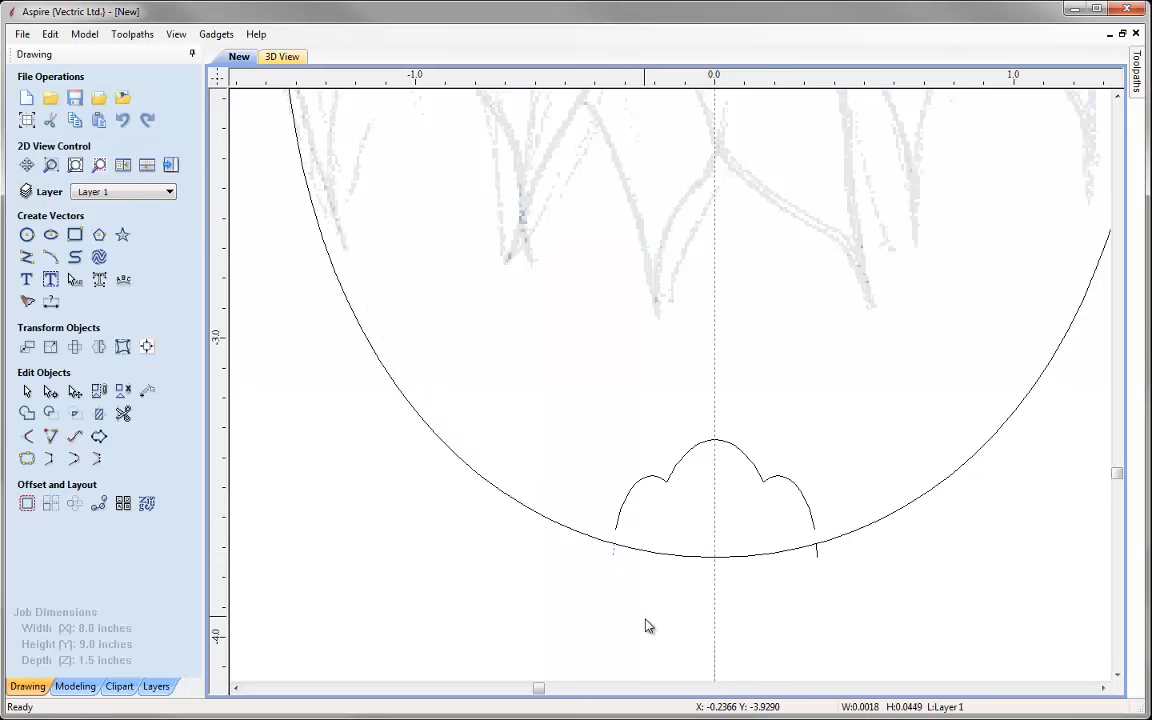 Aspire {Vectric Ltd.} - [New]
File Edit Model Toolpaths View Gadgets Help
Drawing
New
3D View
Toolpaths
File Operations
2D View Control
Layer
Layer 1
Create Vectors
Transform Objects
Edit Objects
Offset and Layout
Job Dimensions
Width (X): 8.0 inches
Height (Y): 9.0 inches
Depth (Z): 1.5 inches
-1.0 0.0 1.0
-3.0
-4.0
Drawing Modeling Clipart Layers
Ready
X: -0.2366 Y: -3.9290
W:0.0018 H:0.0449 L:Layer 1